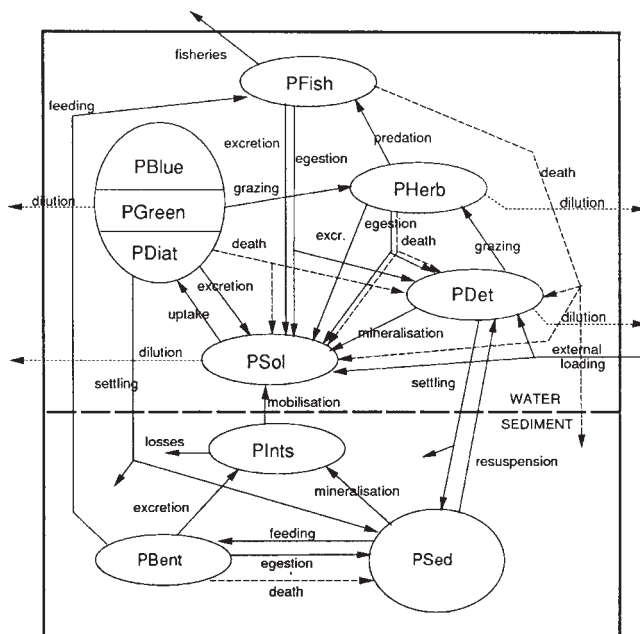 fisheries
PFish
feeding
excretion
egestion
predation
death
PBlue
PGreen
PDiat
dilution
grazing
PHerb
dilution
egestion
death
excr.
grazing
death
excretion
uptake
PDet
dilution
mineralisation
external
loading
dilution
PSol
settling
settling
mobilisation
WATER
SEDIMENT
losses
PInts
resuspension
mineralisation
excretion
feeding
PBent
egestion
death
PSed